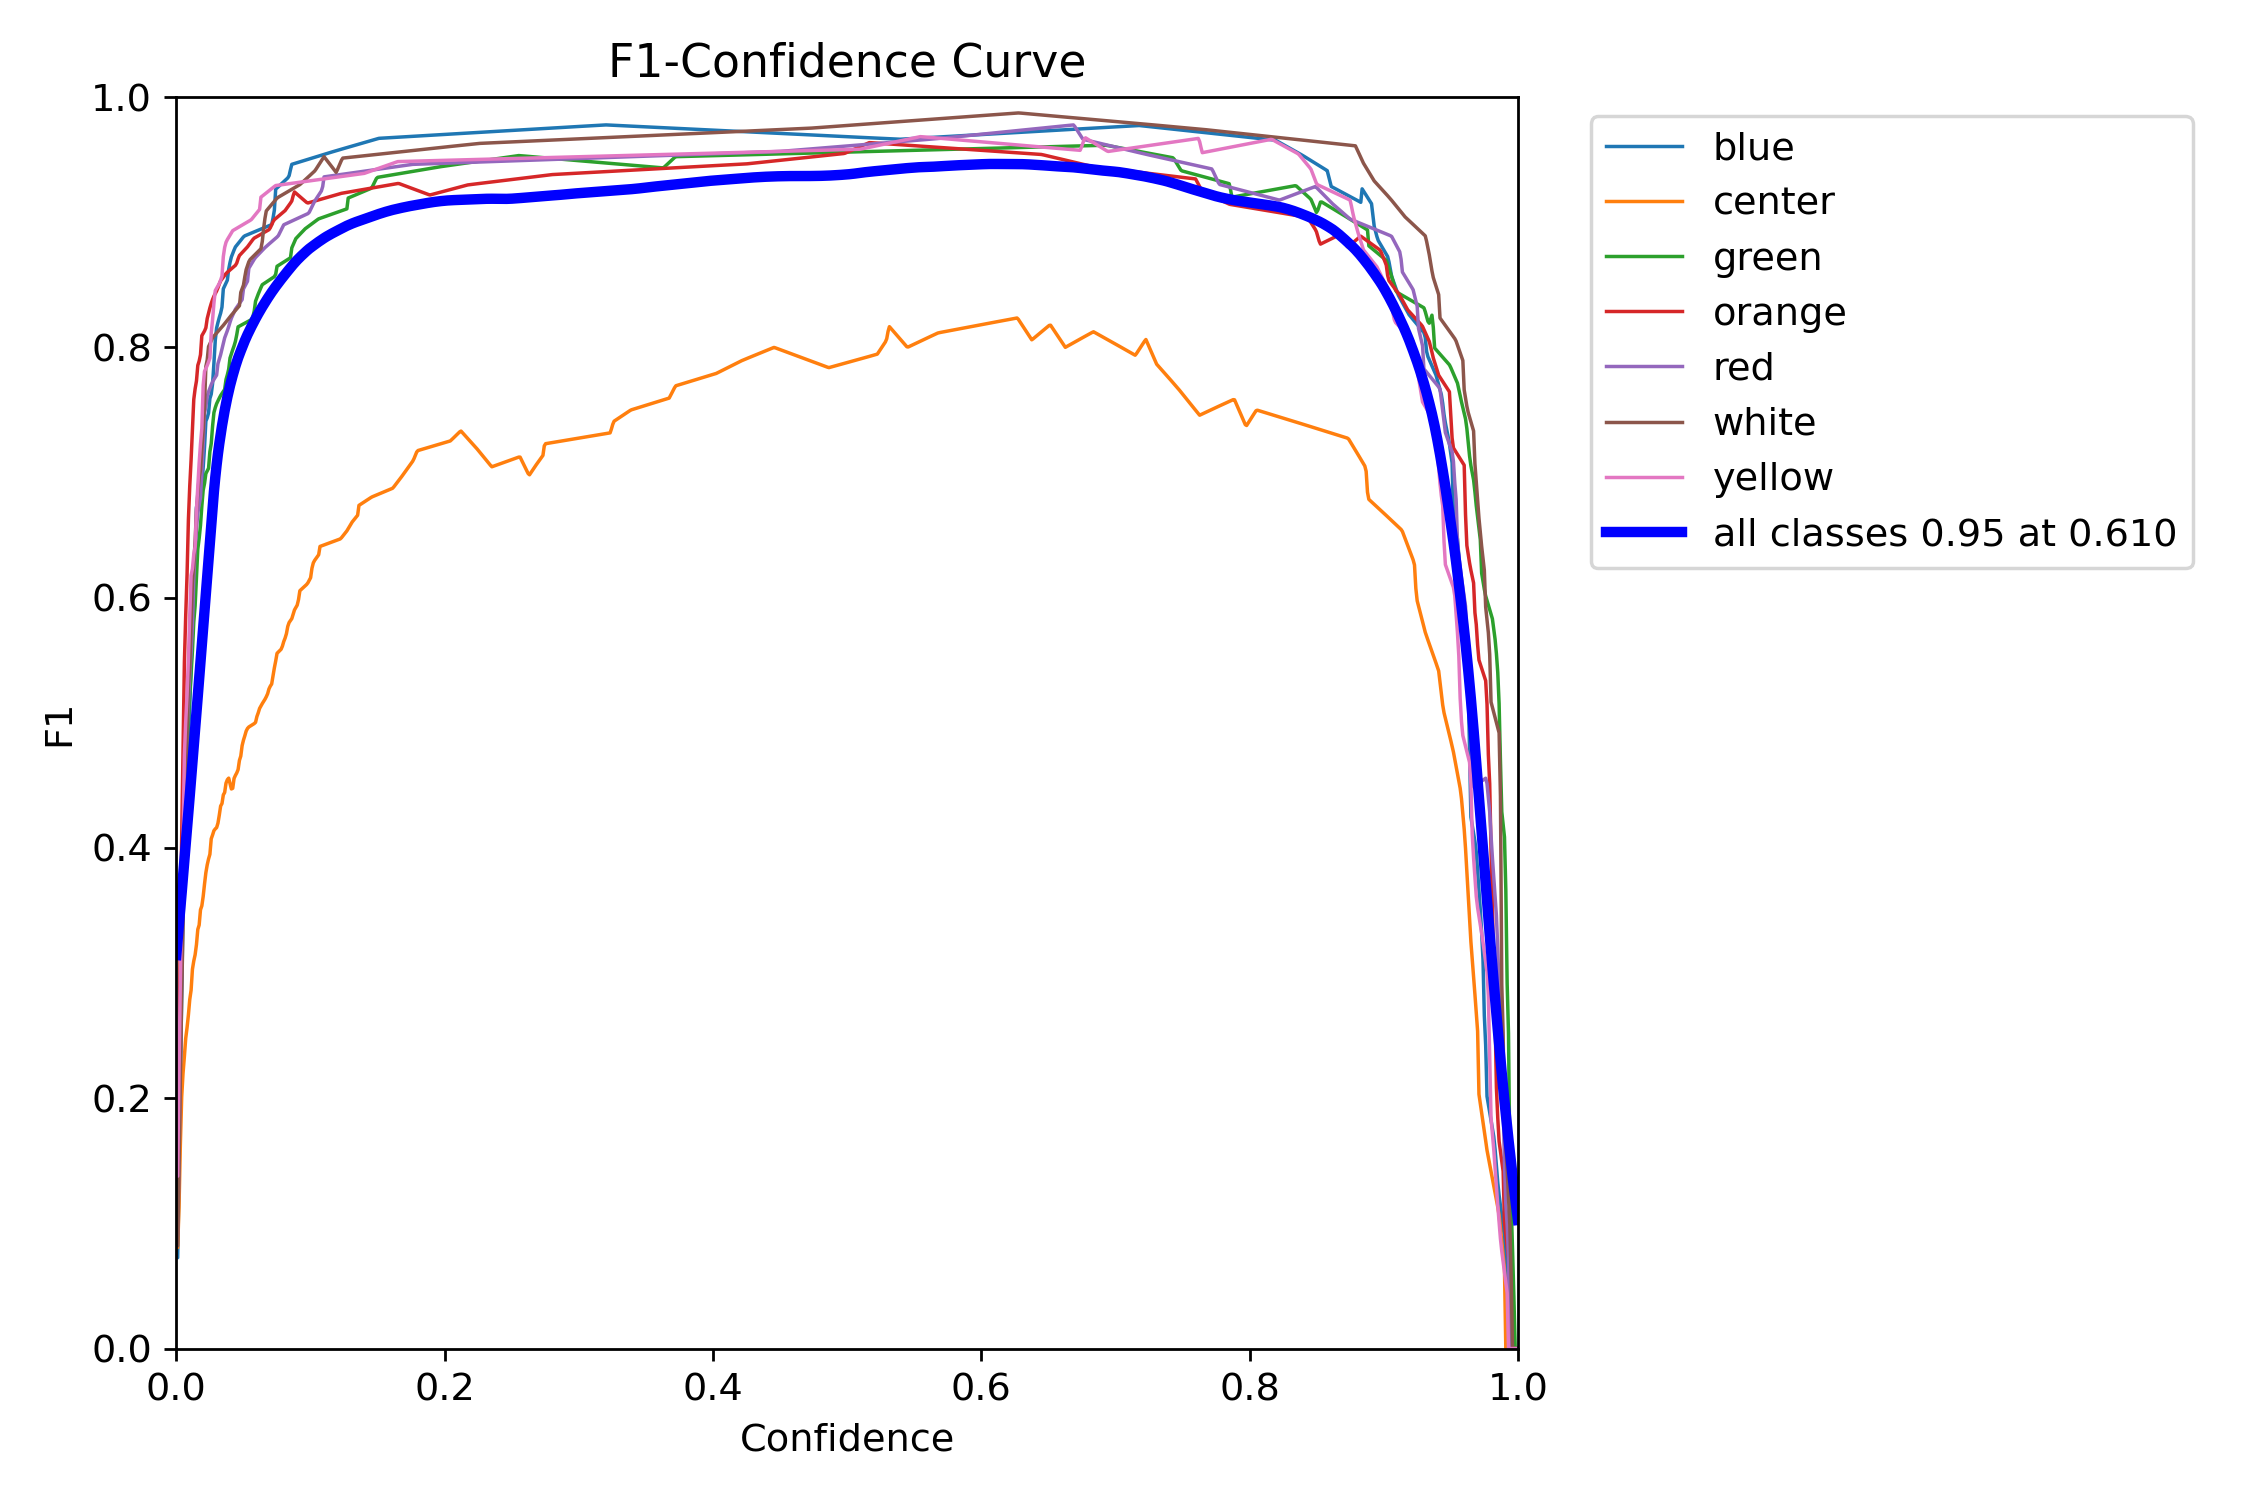 F1-Confidence Curve
1.0
0.8
0.6
0.4
0.2
0.0
F1
0.0 0.2 0.4 0.6 0.8 1.0
Confidence
blue
center
green
orange
red
white
yellow
all classes 0.95 at 0.610